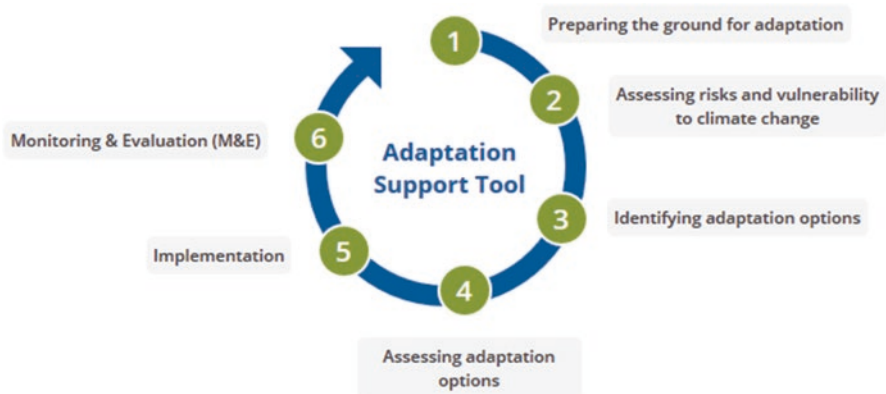 1
Preparing the ground for adaptation
2
Assessing risks and vulnerability
to climate change
3
Identifying adaptation options
4
Assessing adaptation
options
5
Implementation
6
Monitoring & Evaluation (M&E)
Adaptation
Support Tool